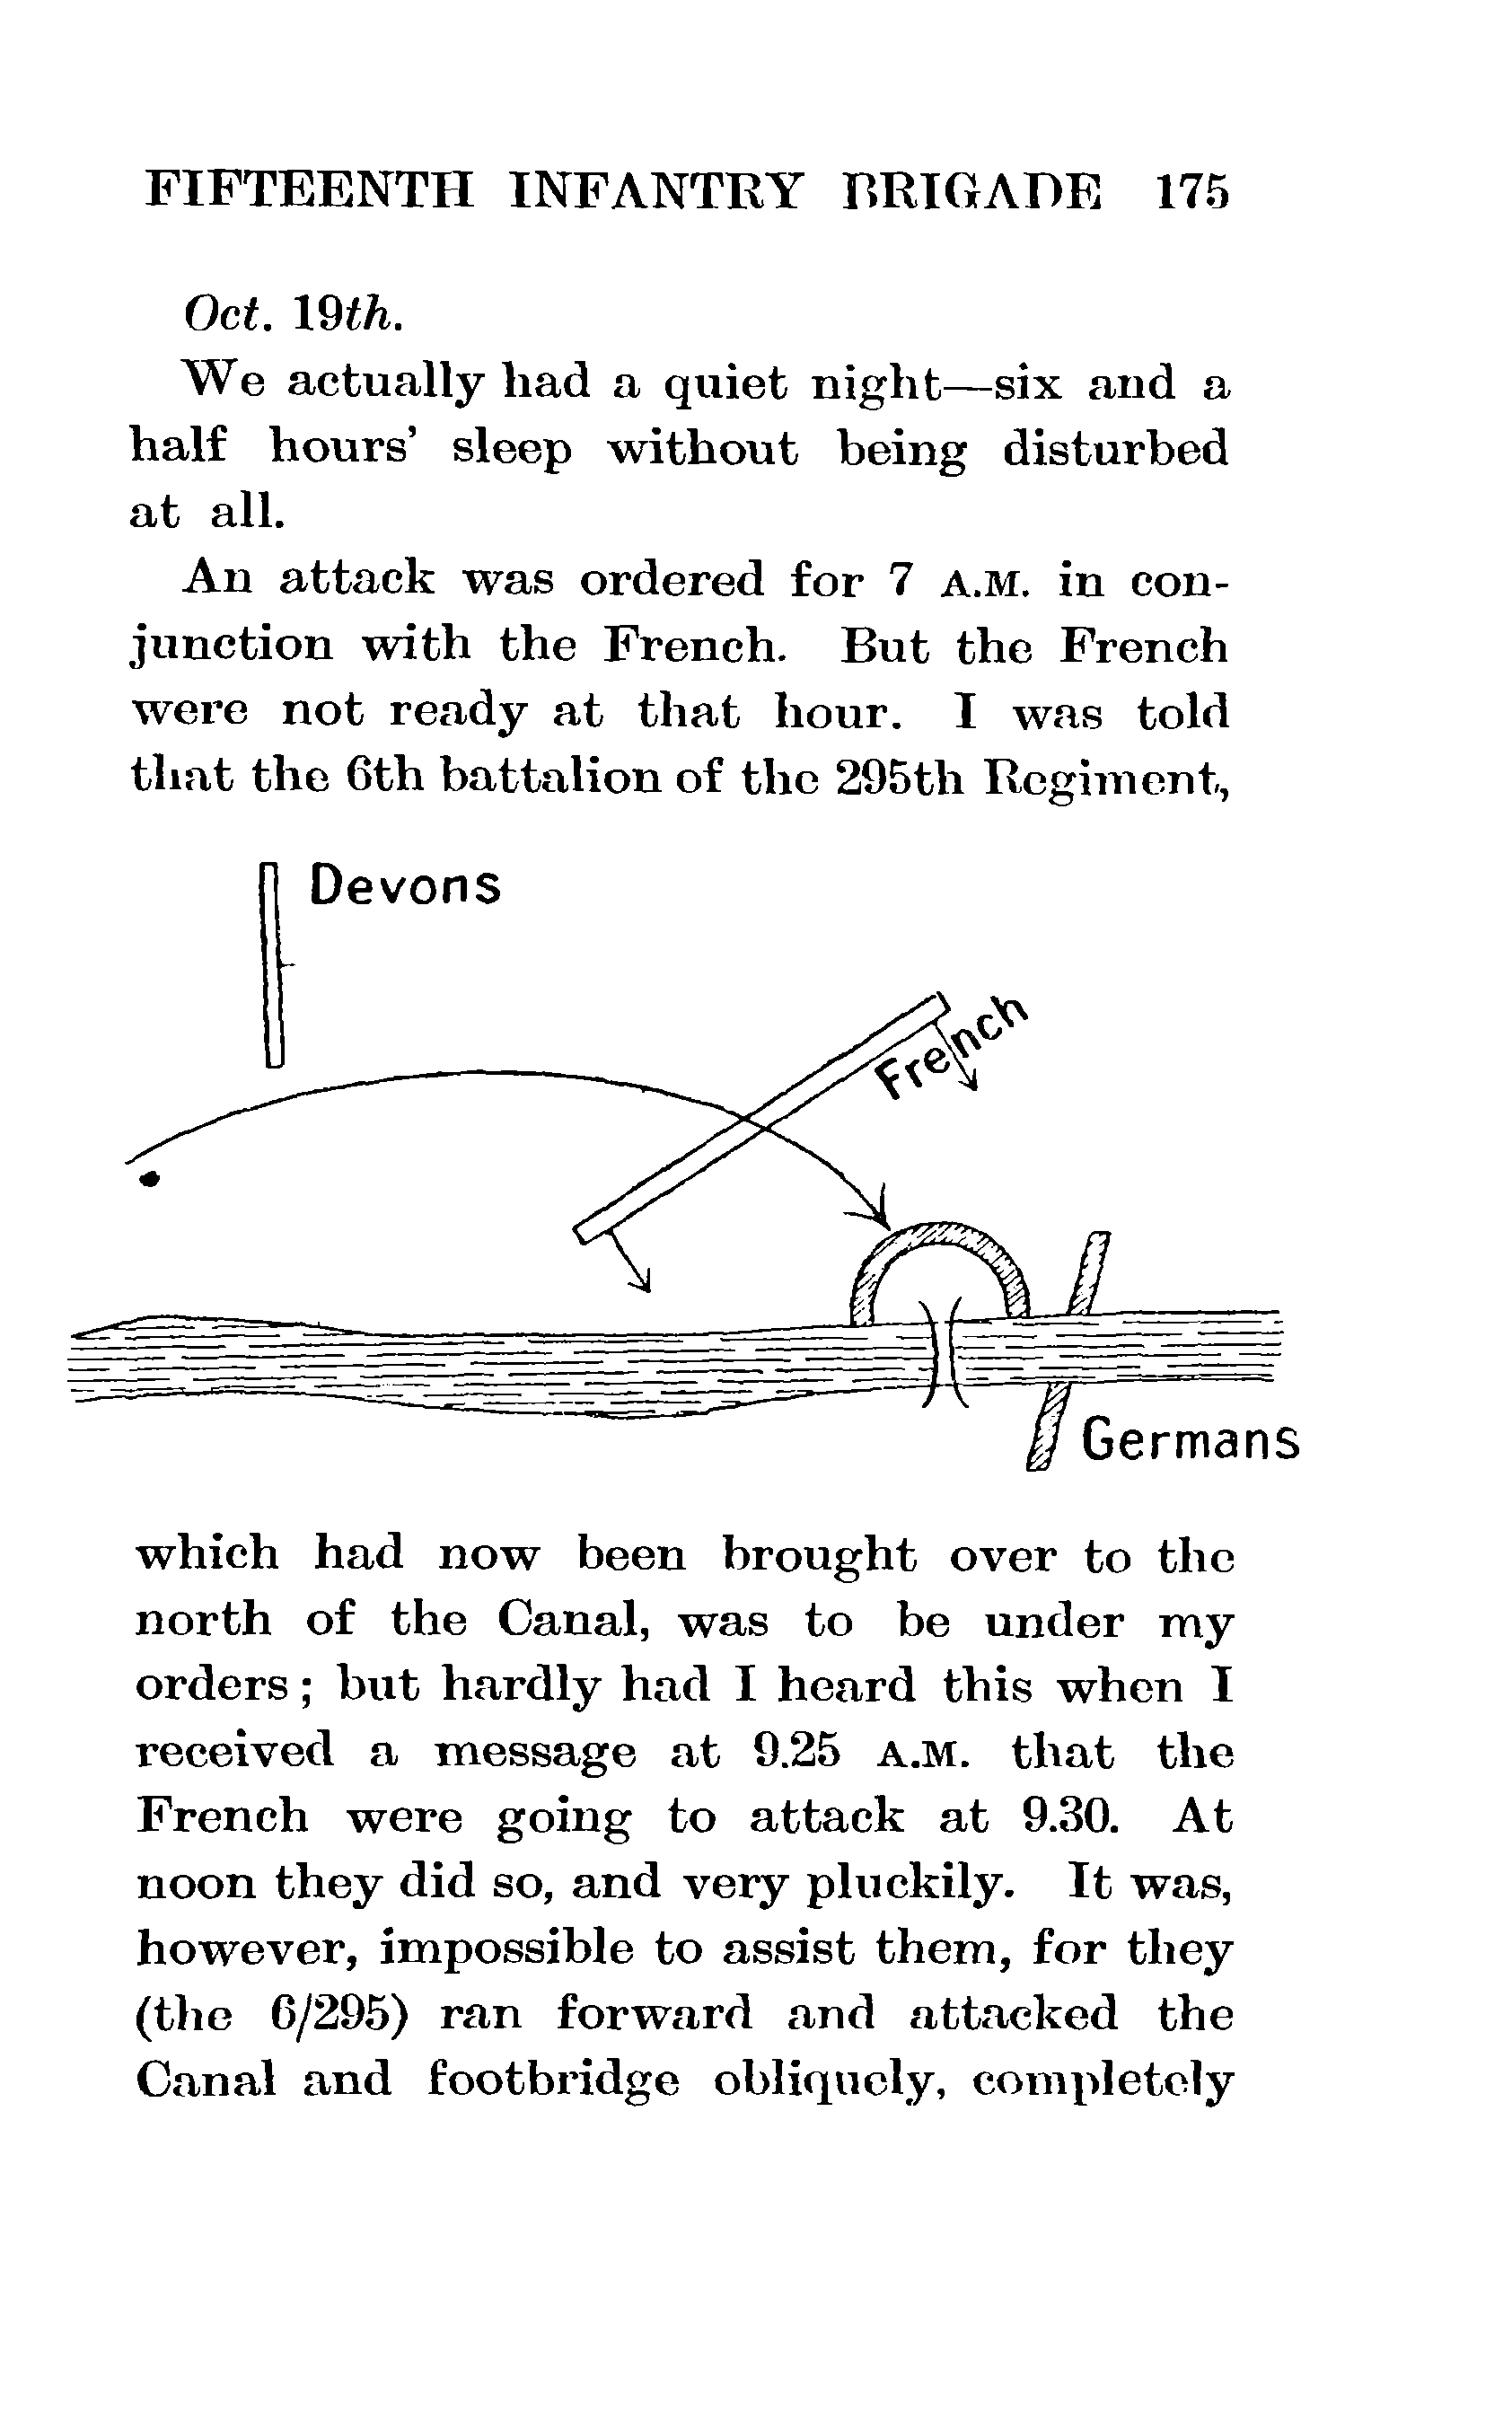 FIFTEENTH INFANTRY BRIGADE 175
Oct. 19th.
We actually had a quiet night—six and a
half hours' sleep without being disturbed
at all.
An attack was ordered for 7 A.M. in con-
junction with the French. But the French
were not ready at that hour. I was told
that the 6th battalion of the 295th Regiment,
Devons
French
Germans
which had now been brought over to the
north of the Canal, was to be under my
orders; but hardly had I heard this when I
received a message at 9.25 A.M. that the
French were going to attack at 9.30. At
noon they did so, and very pluckily. It was,
however, impossible to assist them, for they
(the 6/295) ran forward and attacked the
Canal and footbridge obliquely, completely